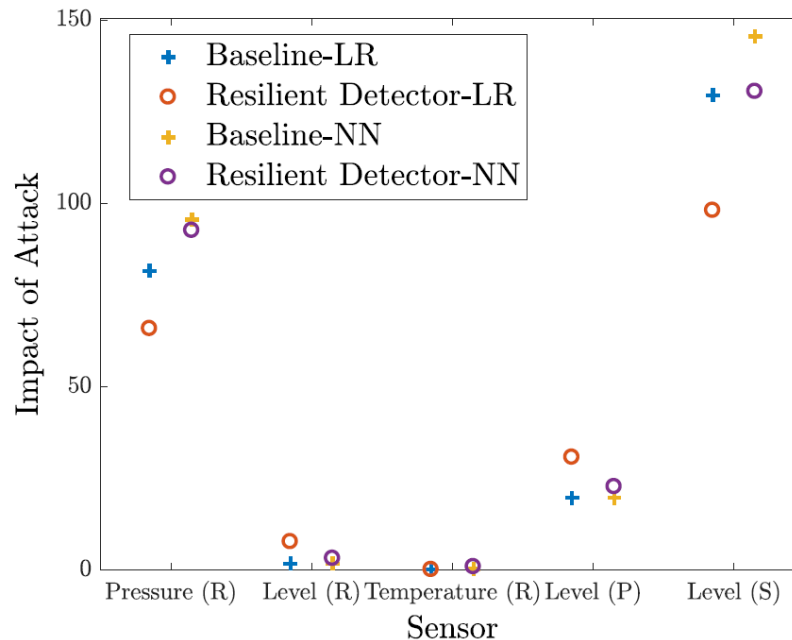 150
100
50
0
Impact of Attack
Baseline-LR
Resilient Detector-LR
Baseline-NN
Resilient Detector-NN
Pressure (R) Level (R) Temperature (R) Level (P) Level (S)
Sensor